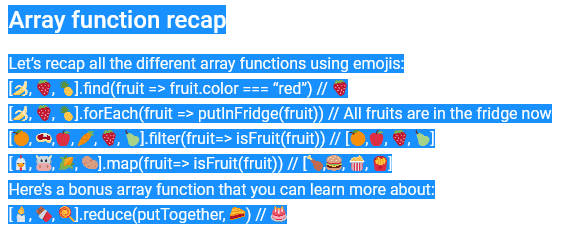 Array function recap
Let’s recap all the different array functions using emojis:
[🍌, 🍓, 🍍].find(fruit => fruit.color === “red”) // 🍓
[🍌, 🍓, 🍍].forEach(fruit => putInFridge(fruit)) // All fruits are in the fridge now
[🍊, 🍩,🍎, 🥕, 🍓, 🍐].filter(fruit=> isFruit(fruit)) // [🍊🍎, 🍓,🍐]
[🐔, 🐮, 🌽, 🥔].map(fruit=> isFruit(fruit)) // [🍗,🍔, 🍿, 🍟]
Here’s a bonus array function that you can learn more about:
[🕯, 🍫, 🍭].reduce(putTogether, 🍰) // 🎂